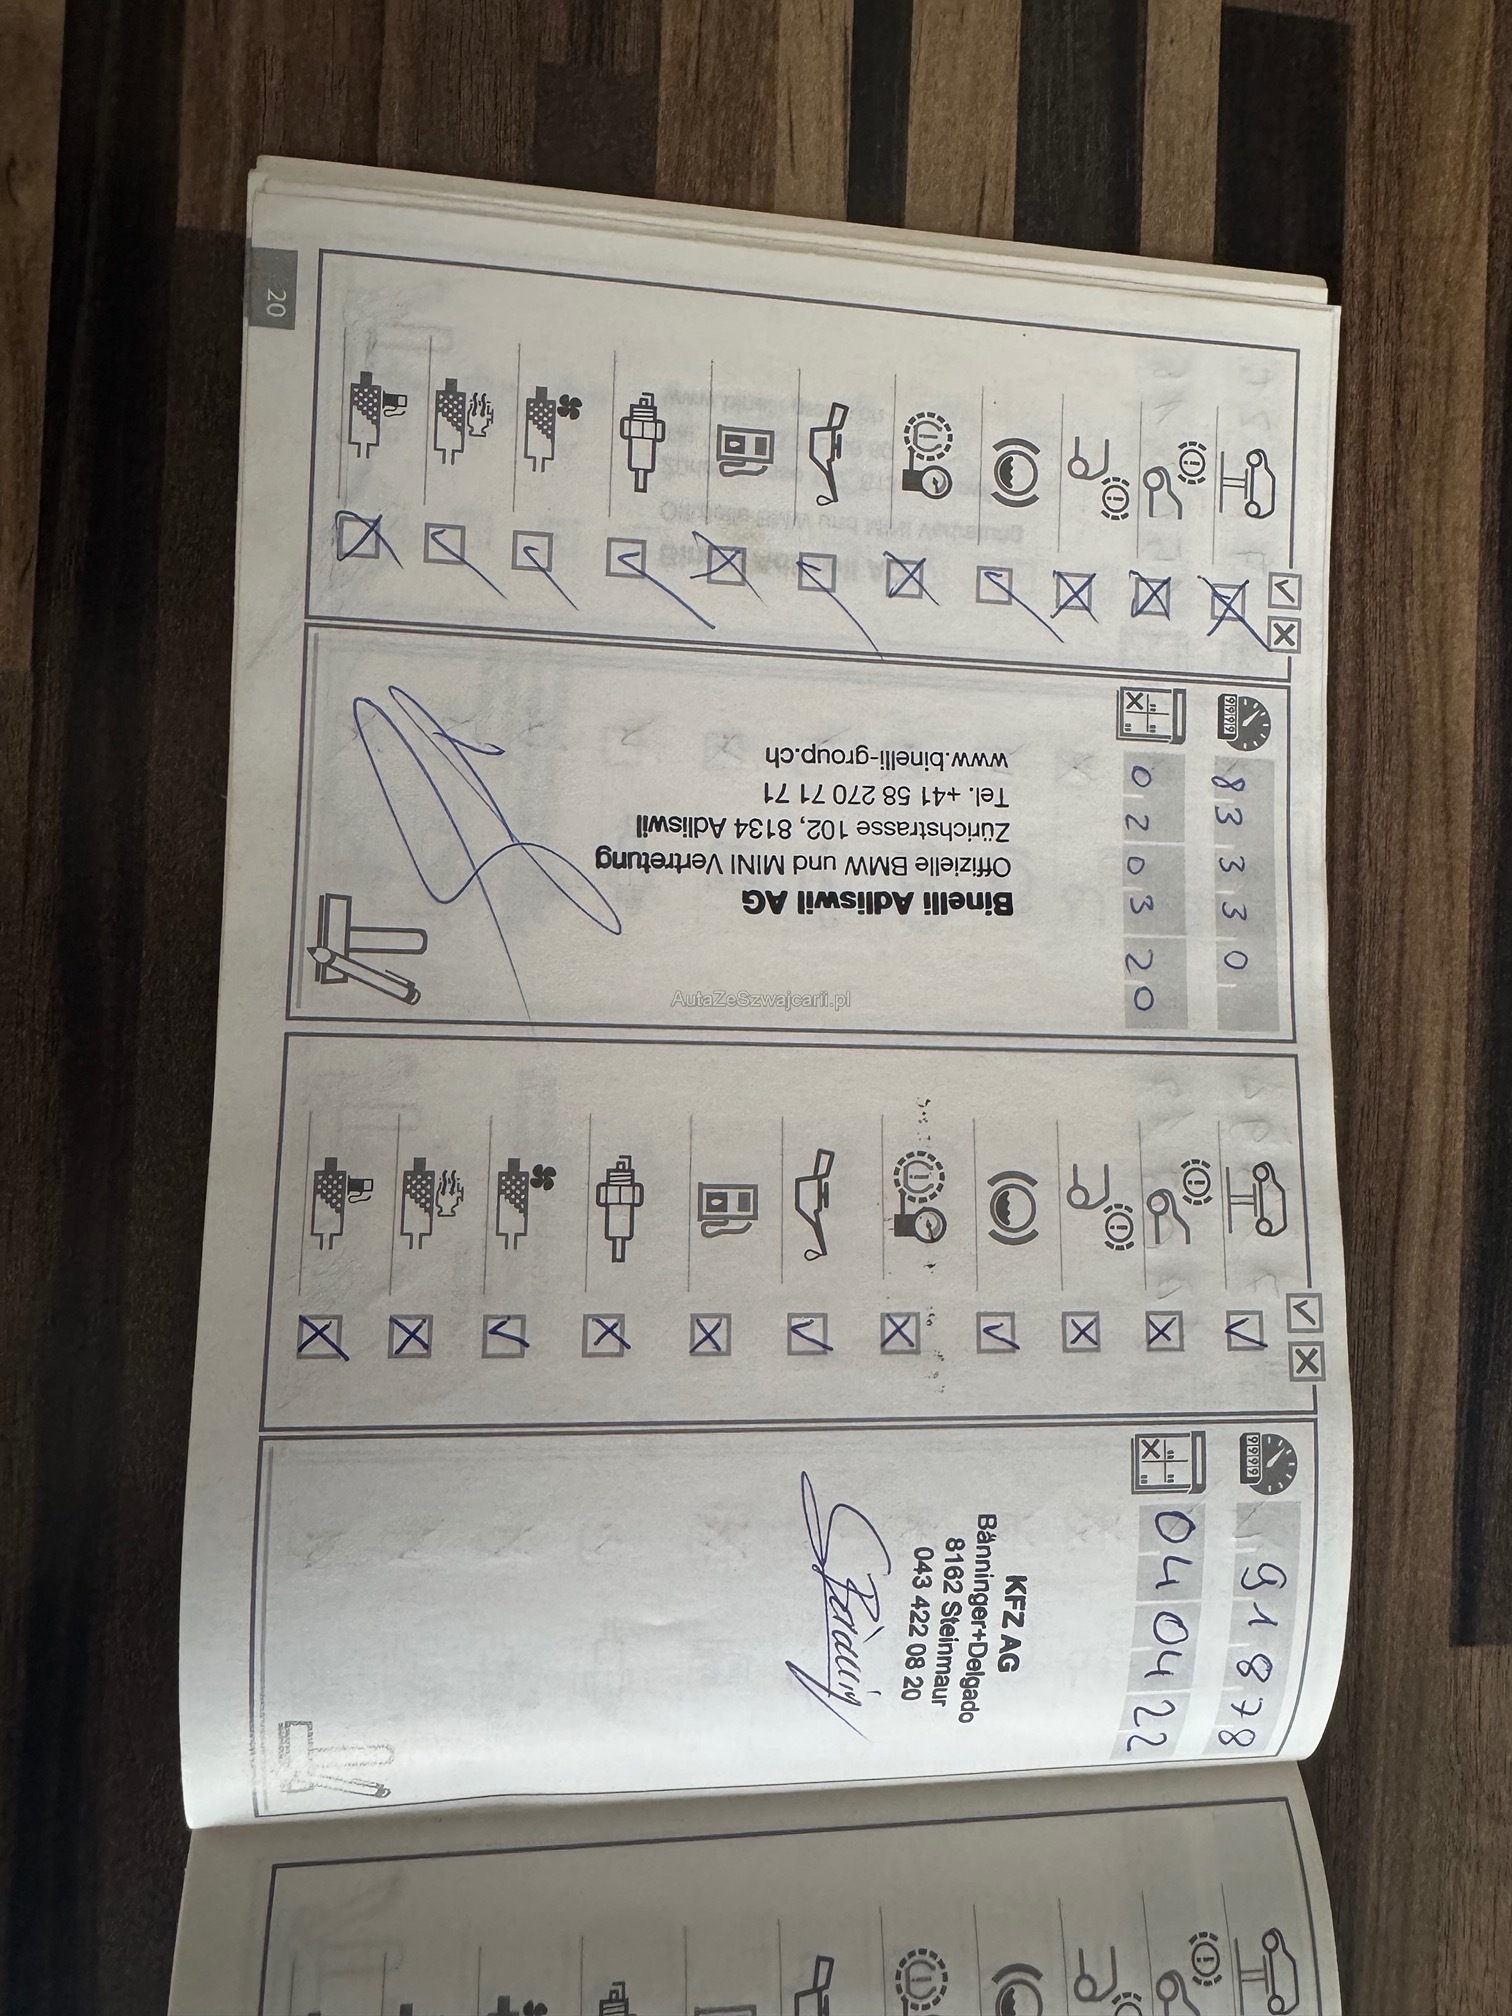 83330
020320
Binelli Adliswil AG
Offizielle BMW und MINI Vertretung
Zürichstrasse 102, 8134 Adliswil
Tel. +41 58 270 71 71
www.binelli-group.ch
91878
040422
KFZ AG
Bänninger+Delgado
8162 Steinmaur
043 422 08 20
20
AutaZeSzwajcarii.pl